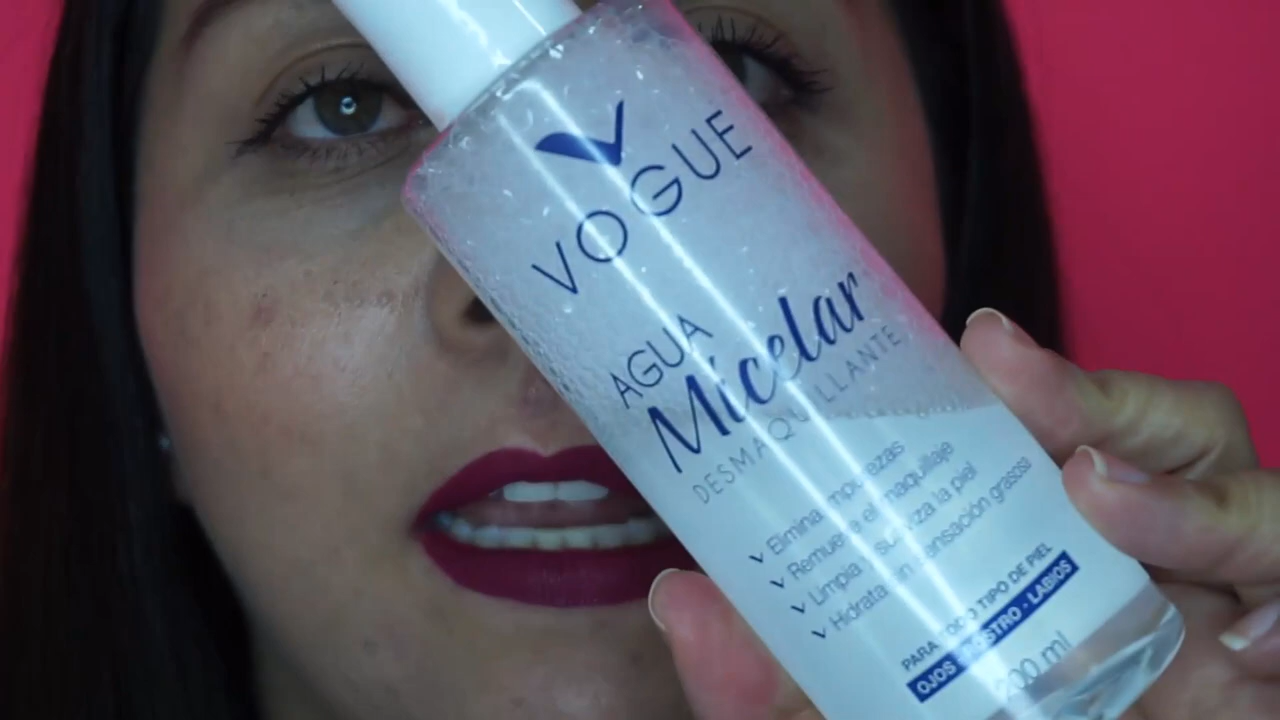 VOGUE
AGUA
Micelar
DESMAQUILLANTE
✓ Elimina impurezas
✓ Remueve el maquillaje
✓ Limpia y suaviza la piel
✓ Hidrata sin sensación grasosa
PARA TODO TIPO DE PIEL
OJOS - ROSTRO - LABIOS
200 ml